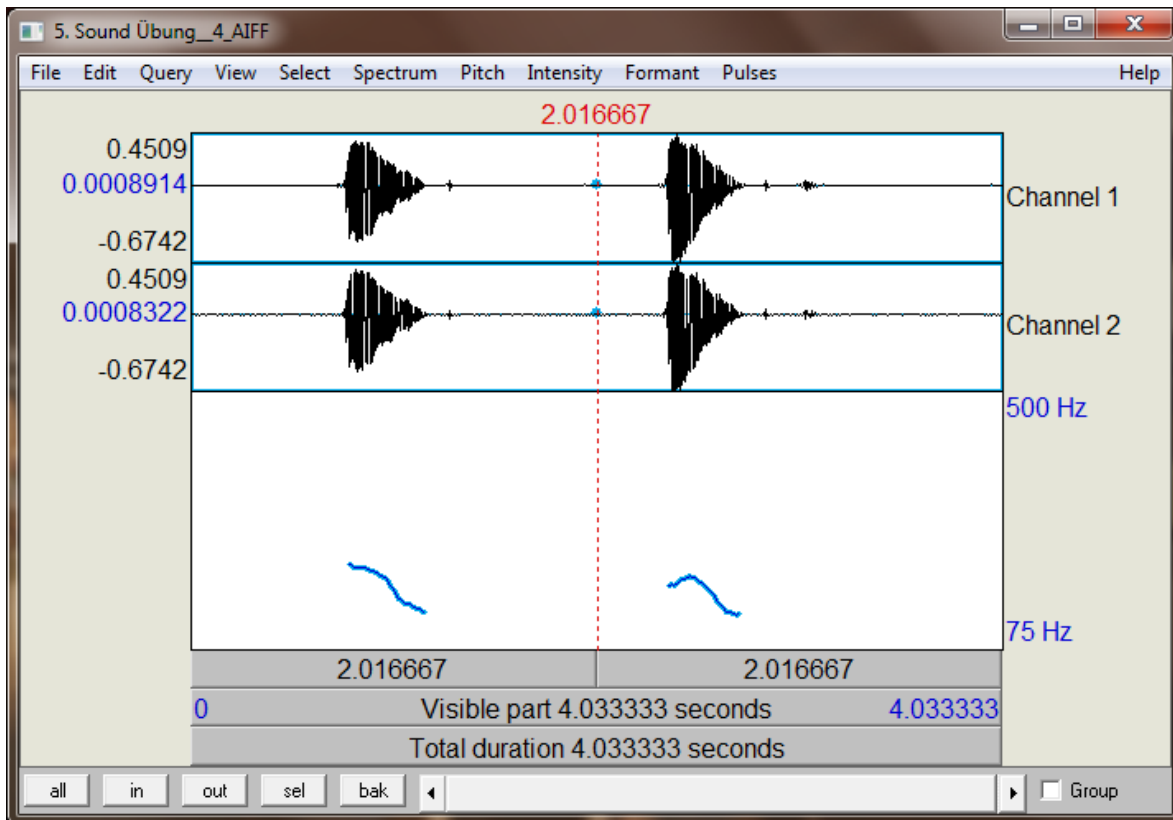 5. Sound Übung__4_AIFF
File Edit Query View Select Spectrum Pitch Intensity Formant Pulses Help
2.016667
0.4509
0.0008914
-0.6742
Channel 1
0.4509
0.0008322
-0.6742
Channel 2
500 Hz
75 Hz
2.016667 2.016667
0 Visible part 4.033333 seconds 4.033333
Total duration 4.033333 seconds
all in out sel bak Group